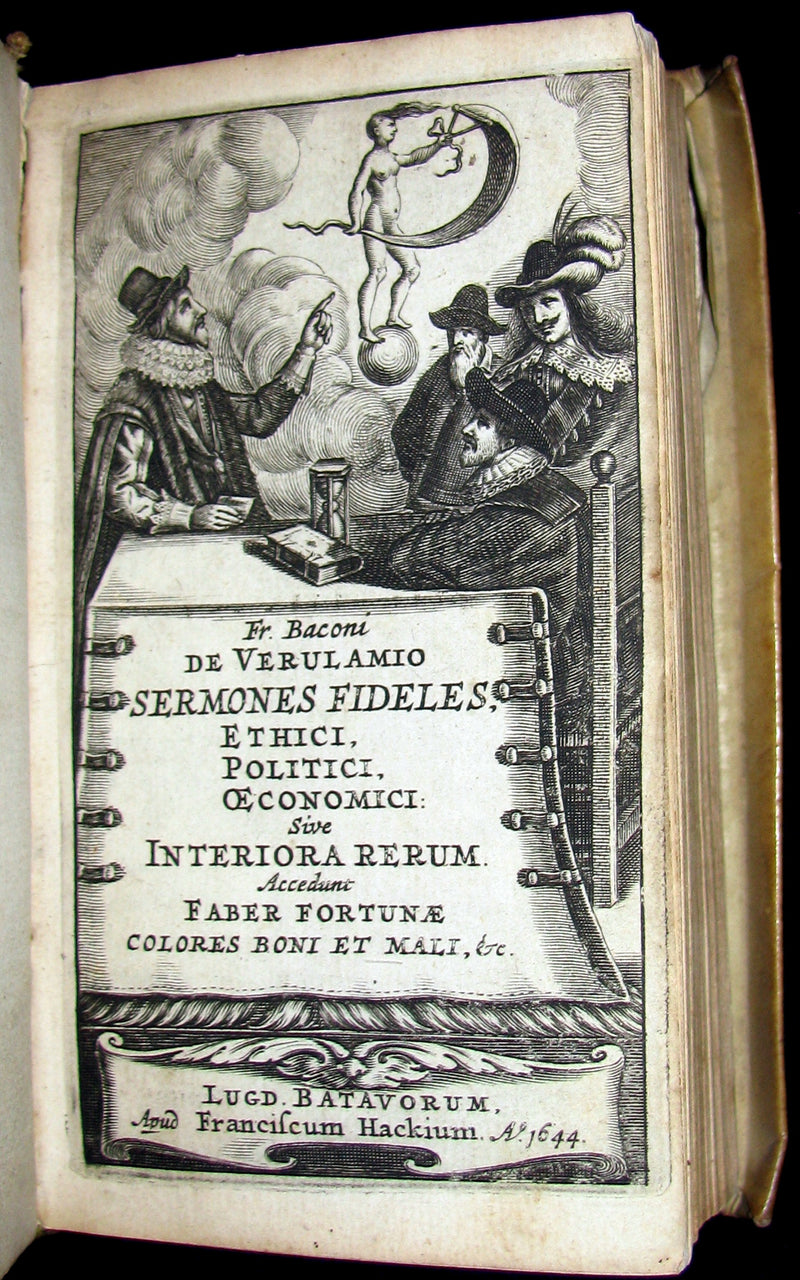 Fr. Baconi
DE VERULAMIO
SERMONES FIDELES,
ETHICI,
POLITICI,
ŒCONOMICI:
Sive
INTERIORA RERUM.
Accedunt
FABER FORTUNÆ
COLORES BONI ET MALI, &c.
LUGD. BATAVORUM,
Apud Franciſcum Hackium. Aº. 1644.